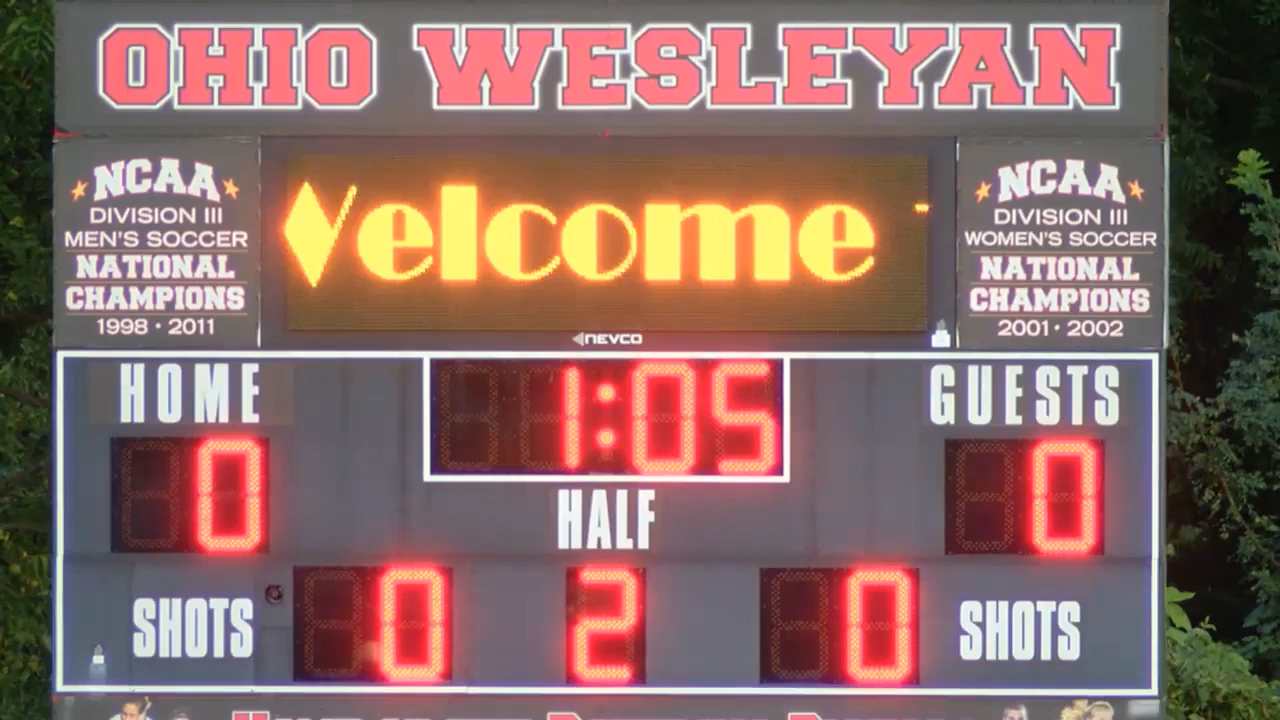 OHIO WESLEYAN
NCAA
DIVISION III
MEN'S SOCCER
NATIONAL
CHAMPIONS
1998 · 2011
Welcome
NEVCO
NCAA
DIVISION III
WOMEN'S SOCCER
NATIONAL
CHAMPIONS
2001 · 2002
HOME
1:05
GUESTS
0
0
HALF
SHOTS
0
2
0
SHOTS